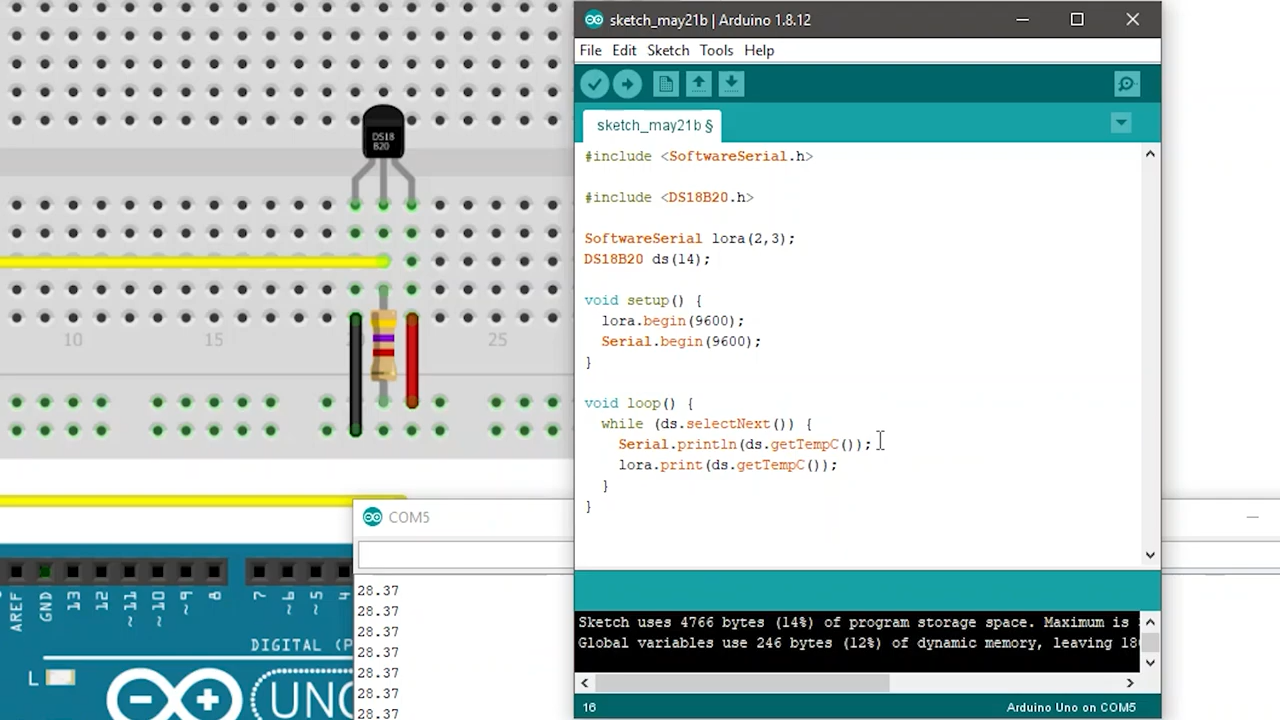 sketch_may21b | Arduino 1.8.12
File Edit Sketch Tools Help
sketch_may21b §
#include <SoftwareSerial.h>
#include <DS18B20.h>
SoftwareSerial lora(2,3);
DS18B20 ds(14);
void setup() {
lora.begin(9600);
Serial.begin(9600);
}
void loop() {
while (ds.selectNext()) {
Serial.println(ds.getTempC());
lora.print(ds.getTempC());
}
}
Sketch uses 4766 bytes (14%) of program storage space. Maximum is
Global variables use 246 bytes (12%) of dynamic memory, leaving 18
16
Arduino Uno on COM5
DS18
B20
10 15 25
COM5
28.37
28.37
28.37
28.37
28.37
28.37
28.37
AREF
GND
13
12
~11
~10
~9
8
7
~6
~5
4
DIGITAL (P
L
UNO